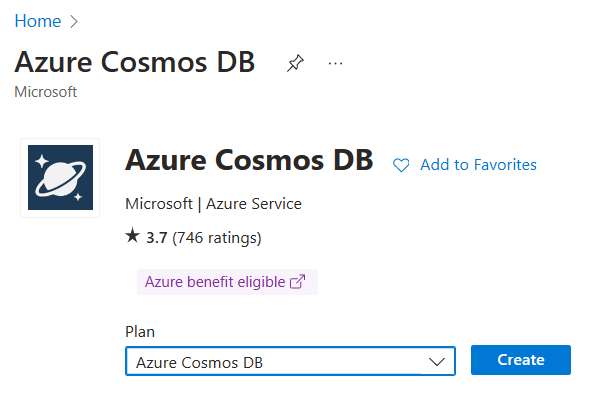 Home
Azure Cosmos DB
Microsoft
Azure Cosmos DB
Add to Favorites
Microsoft | Azure Service
★ 3.7 (746 ratings)
Azure benefit eligible
Plan
Azure Cosmos DB
Create